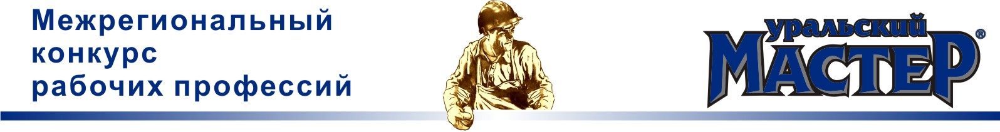 Межрегиональный
конкурс
рабочих профессий
уральский
МАСТЕР®